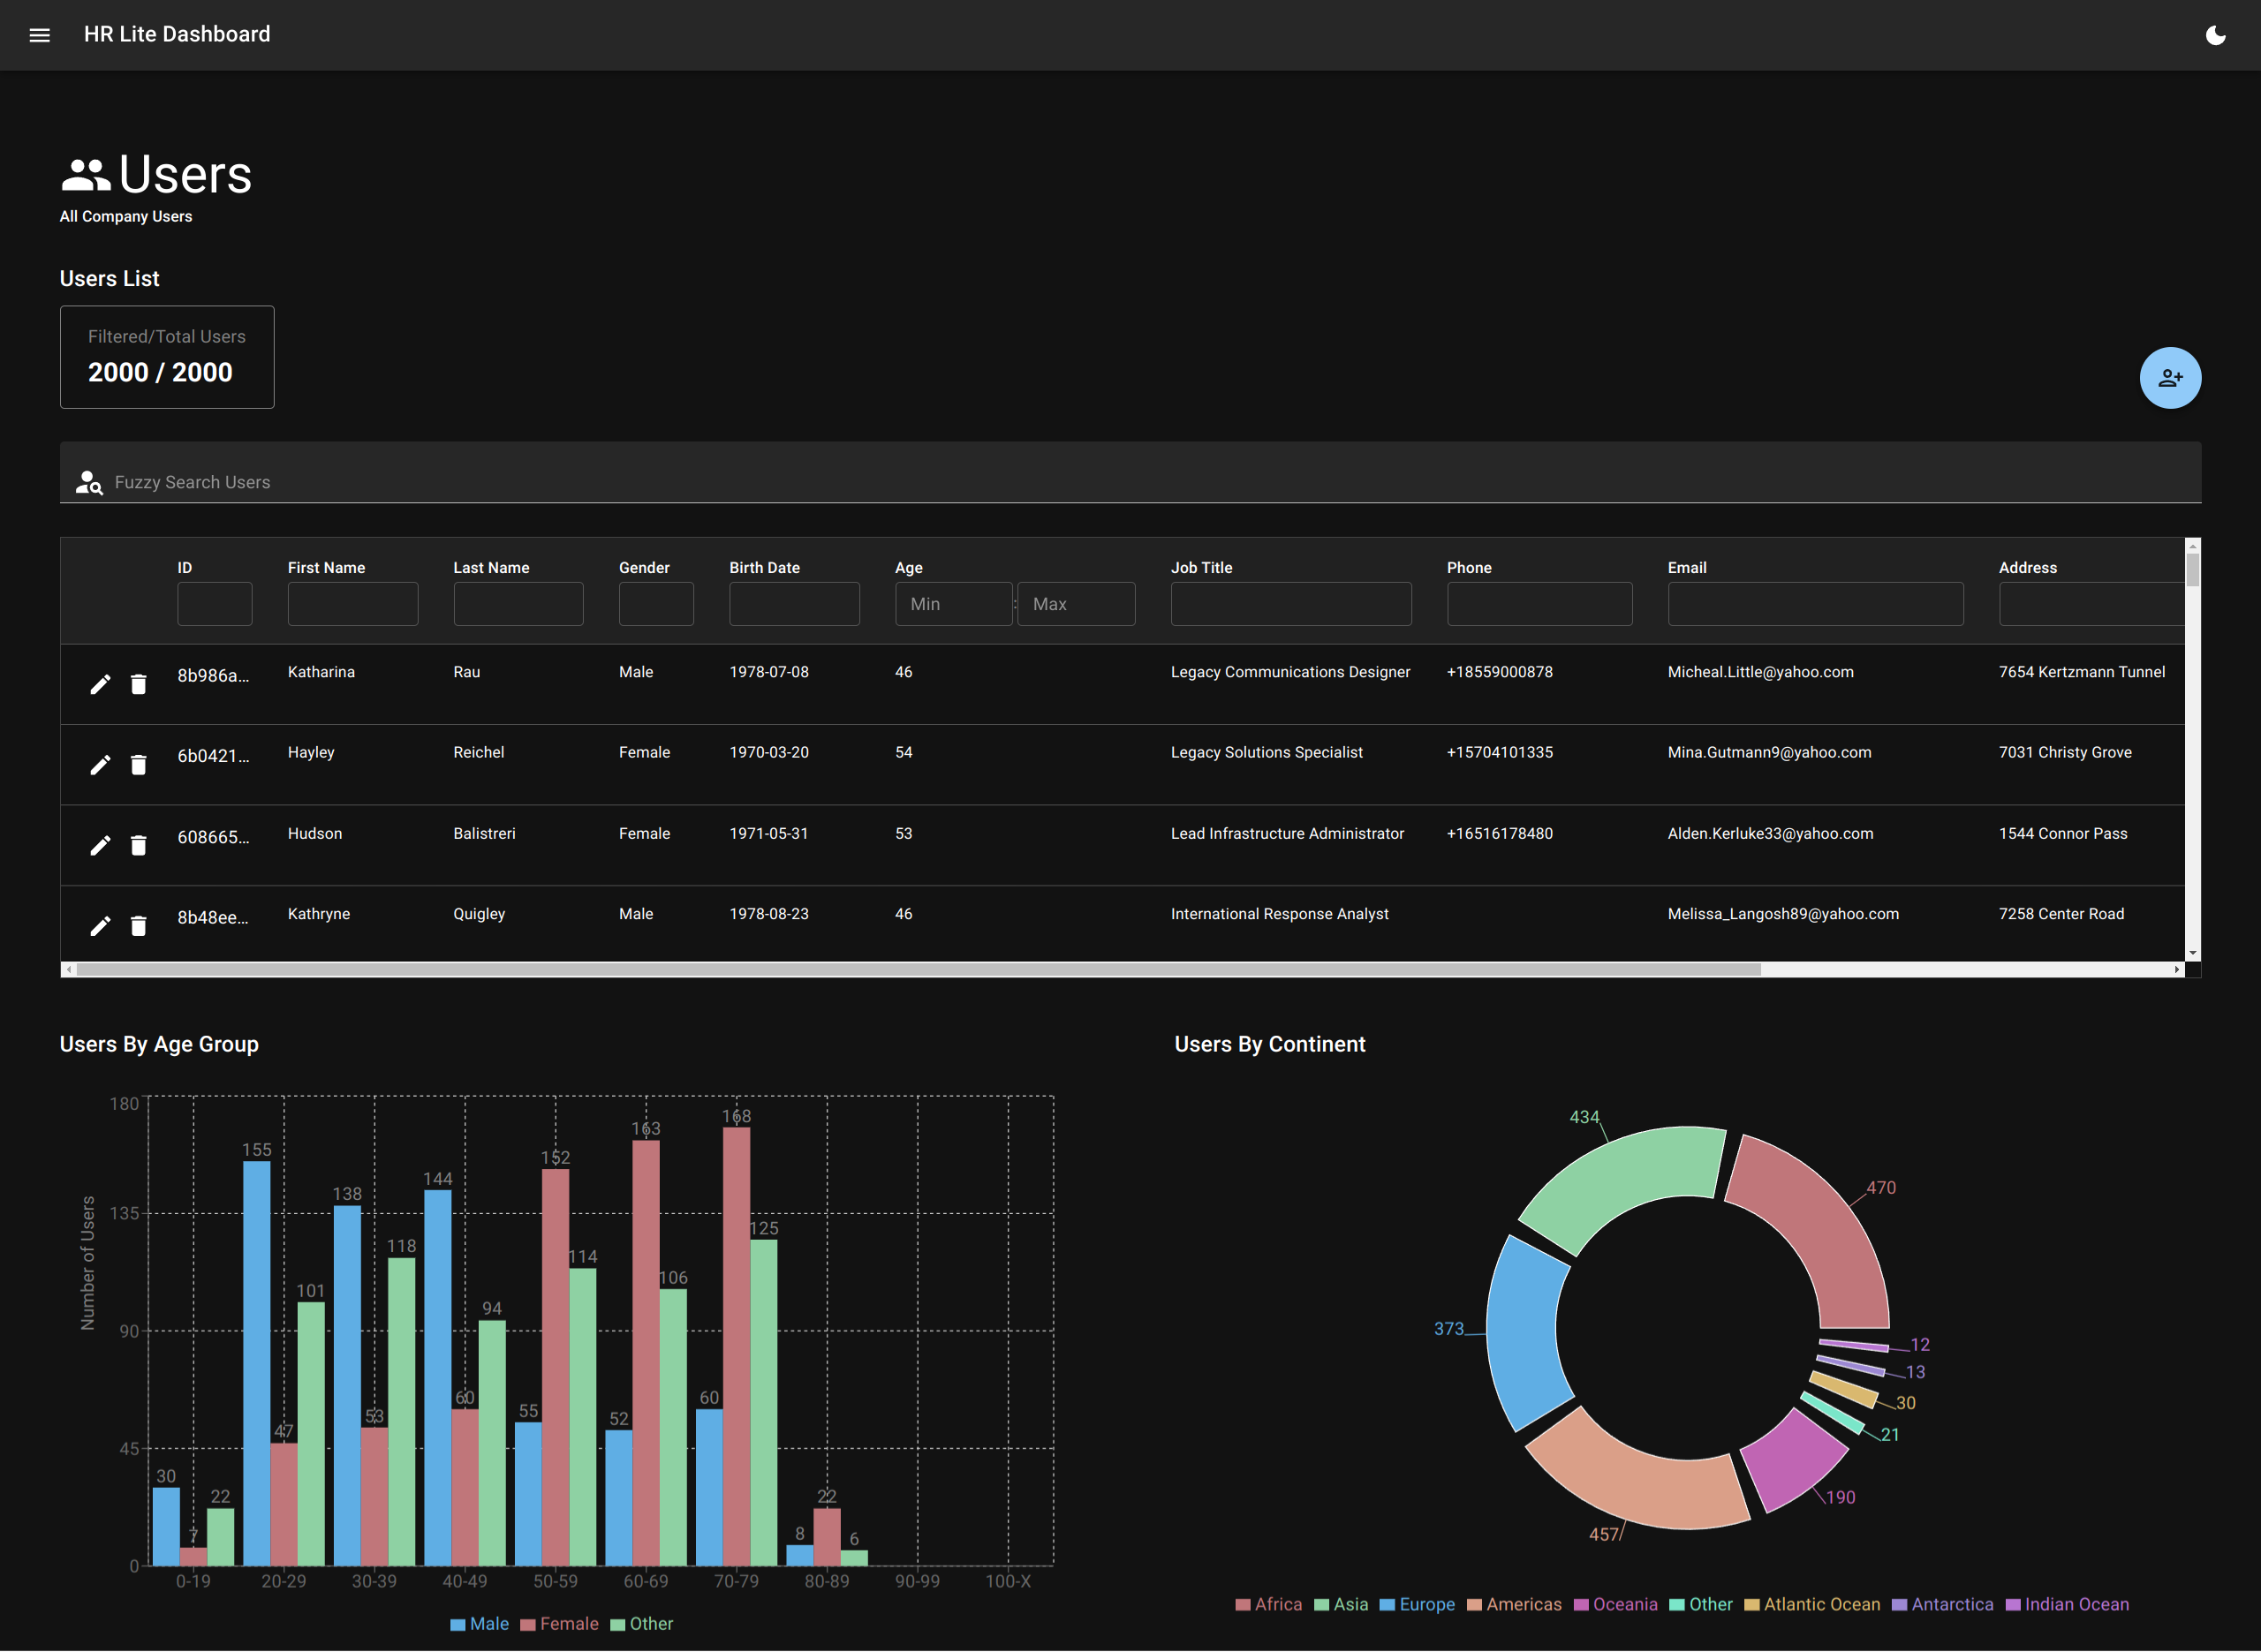 HR Lite Dashboard
Users
All Company Users
Users List
Filtered/Total Users
2000 / 2000
Fuzzy Search Users
ID First Name Last Name Gender Birth Date Age Job Title Phone Email Address
Min : Max
8b986a... Katharina Rau Male 1978-07-08 46 Legacy Communications Designer +18559000878 Micheal.Little@yahoo.com 7654 Kertzmann Tunnel
6b0421... Hayley Reichel Female 1970-03-20 54 Legacy Solutions Specialist +15704101335 Mina.Gutmann9@yahoo.com 7031 Christy Grove
608665... Hudson Balistreri Female 1971-05-31 53 Lead Infrastructure Administrator +16516178480 Alden.Kerluke33@yahoo.com 1544 Connor Pass
8b48ee... Kathryne Quigley Male 1978-08-23 46 International Response Analyst Melissa_Langosh89@yahoo.com 7258 Center Road
Users By Age Group
Number of Users
180
135
90
45
0
30 7 22
155 47 101
138 53 118
144 60 94
55 152 114
52 163 106
60 168 125
8 22 6
0-19 20-29 30-39 40-49 50-59 60-69 70-79 80-89 90-99 100-X
Male Female Other
Users By Continent
434
470
373
12
13
30
21
190
457
Africa Asia Europe Americas Oceania Other Atlantic Ocean Antarctica Indian Ocean